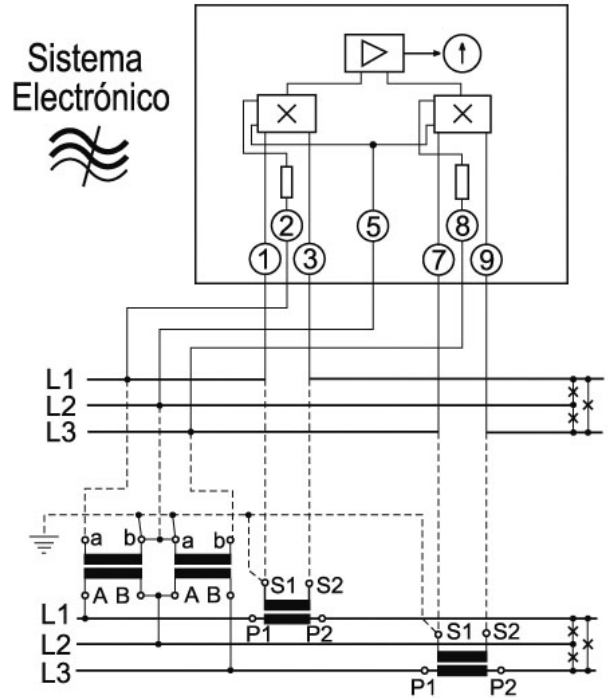 Sistema
Electrónico
2 5 8
1 3 7 9
L1
L2
L3
a b a b
S1 S2
A B A B
L1
P1 P2
S1 S2
L2
L3
P1 P2